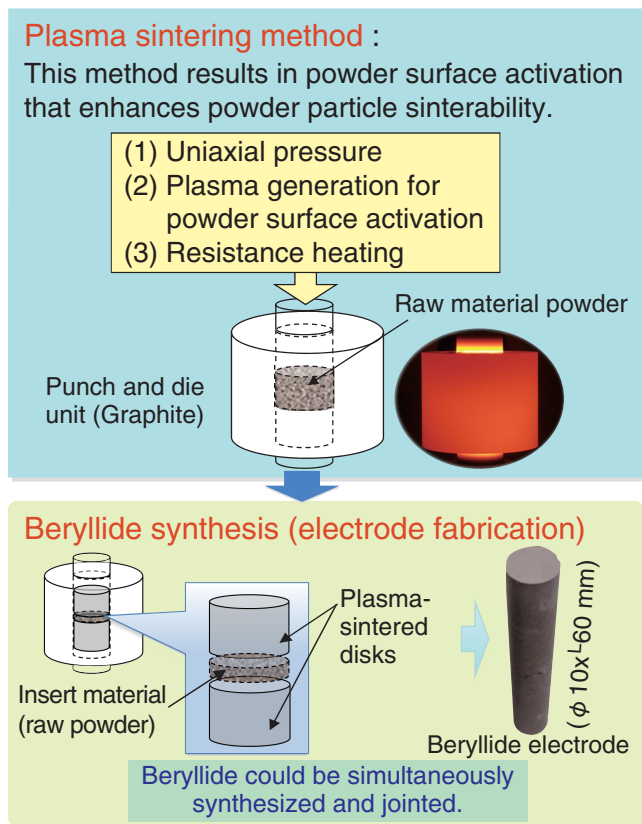 Plasma sintering method :
This method results in powder surface activation
that enhances powder particle sinterability.
(1) Uniaxial pressure
(2) Plasma generation for
powder surface activation
(3) Resistance heating
Raw material powder
Punch and die
unit (Graphite)
Beryllide synthesis (electrode fabrication)
Plasma-
sintered
disks
Insert material
(raw powder)
(ϕ 10xᴸ60 mm)
Beryllide electrode
Beryllide could be simultaneously
synthesized and jointed.